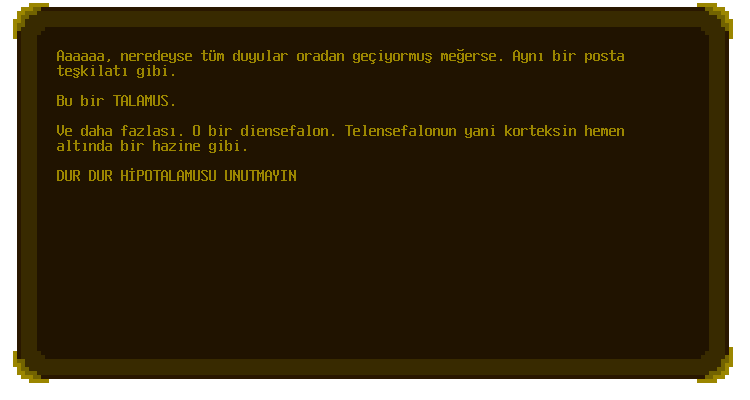 Aaaaaa, neredeyse tüm duyular oradan geçiyormuş meğerse. Aynı bir posta
teşkilatı gibi.
Bu bir TALAMUS.
Ve daha fazlası. O bir diensefalon. Telensefalonun yani korteksin hemen
altında bir hazine gibi.
DUR DUR HİPOTALAMUSU UNUTMAYIN